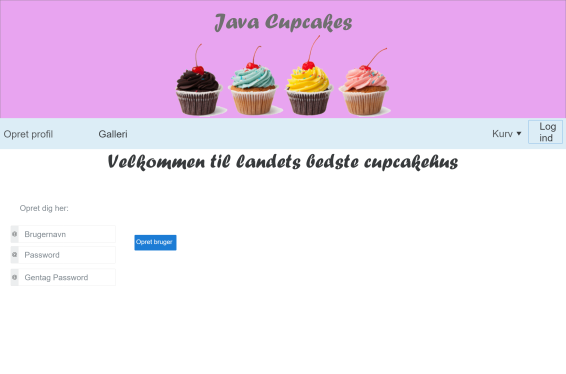 Java Cupcakes
Opret profil Galleri Kurv Log
ind
Velkommen til landets bedste cupcakehus
Opret dig her:
@ Brugernavn
Opret bruger
@ Password
@ Gentag Password